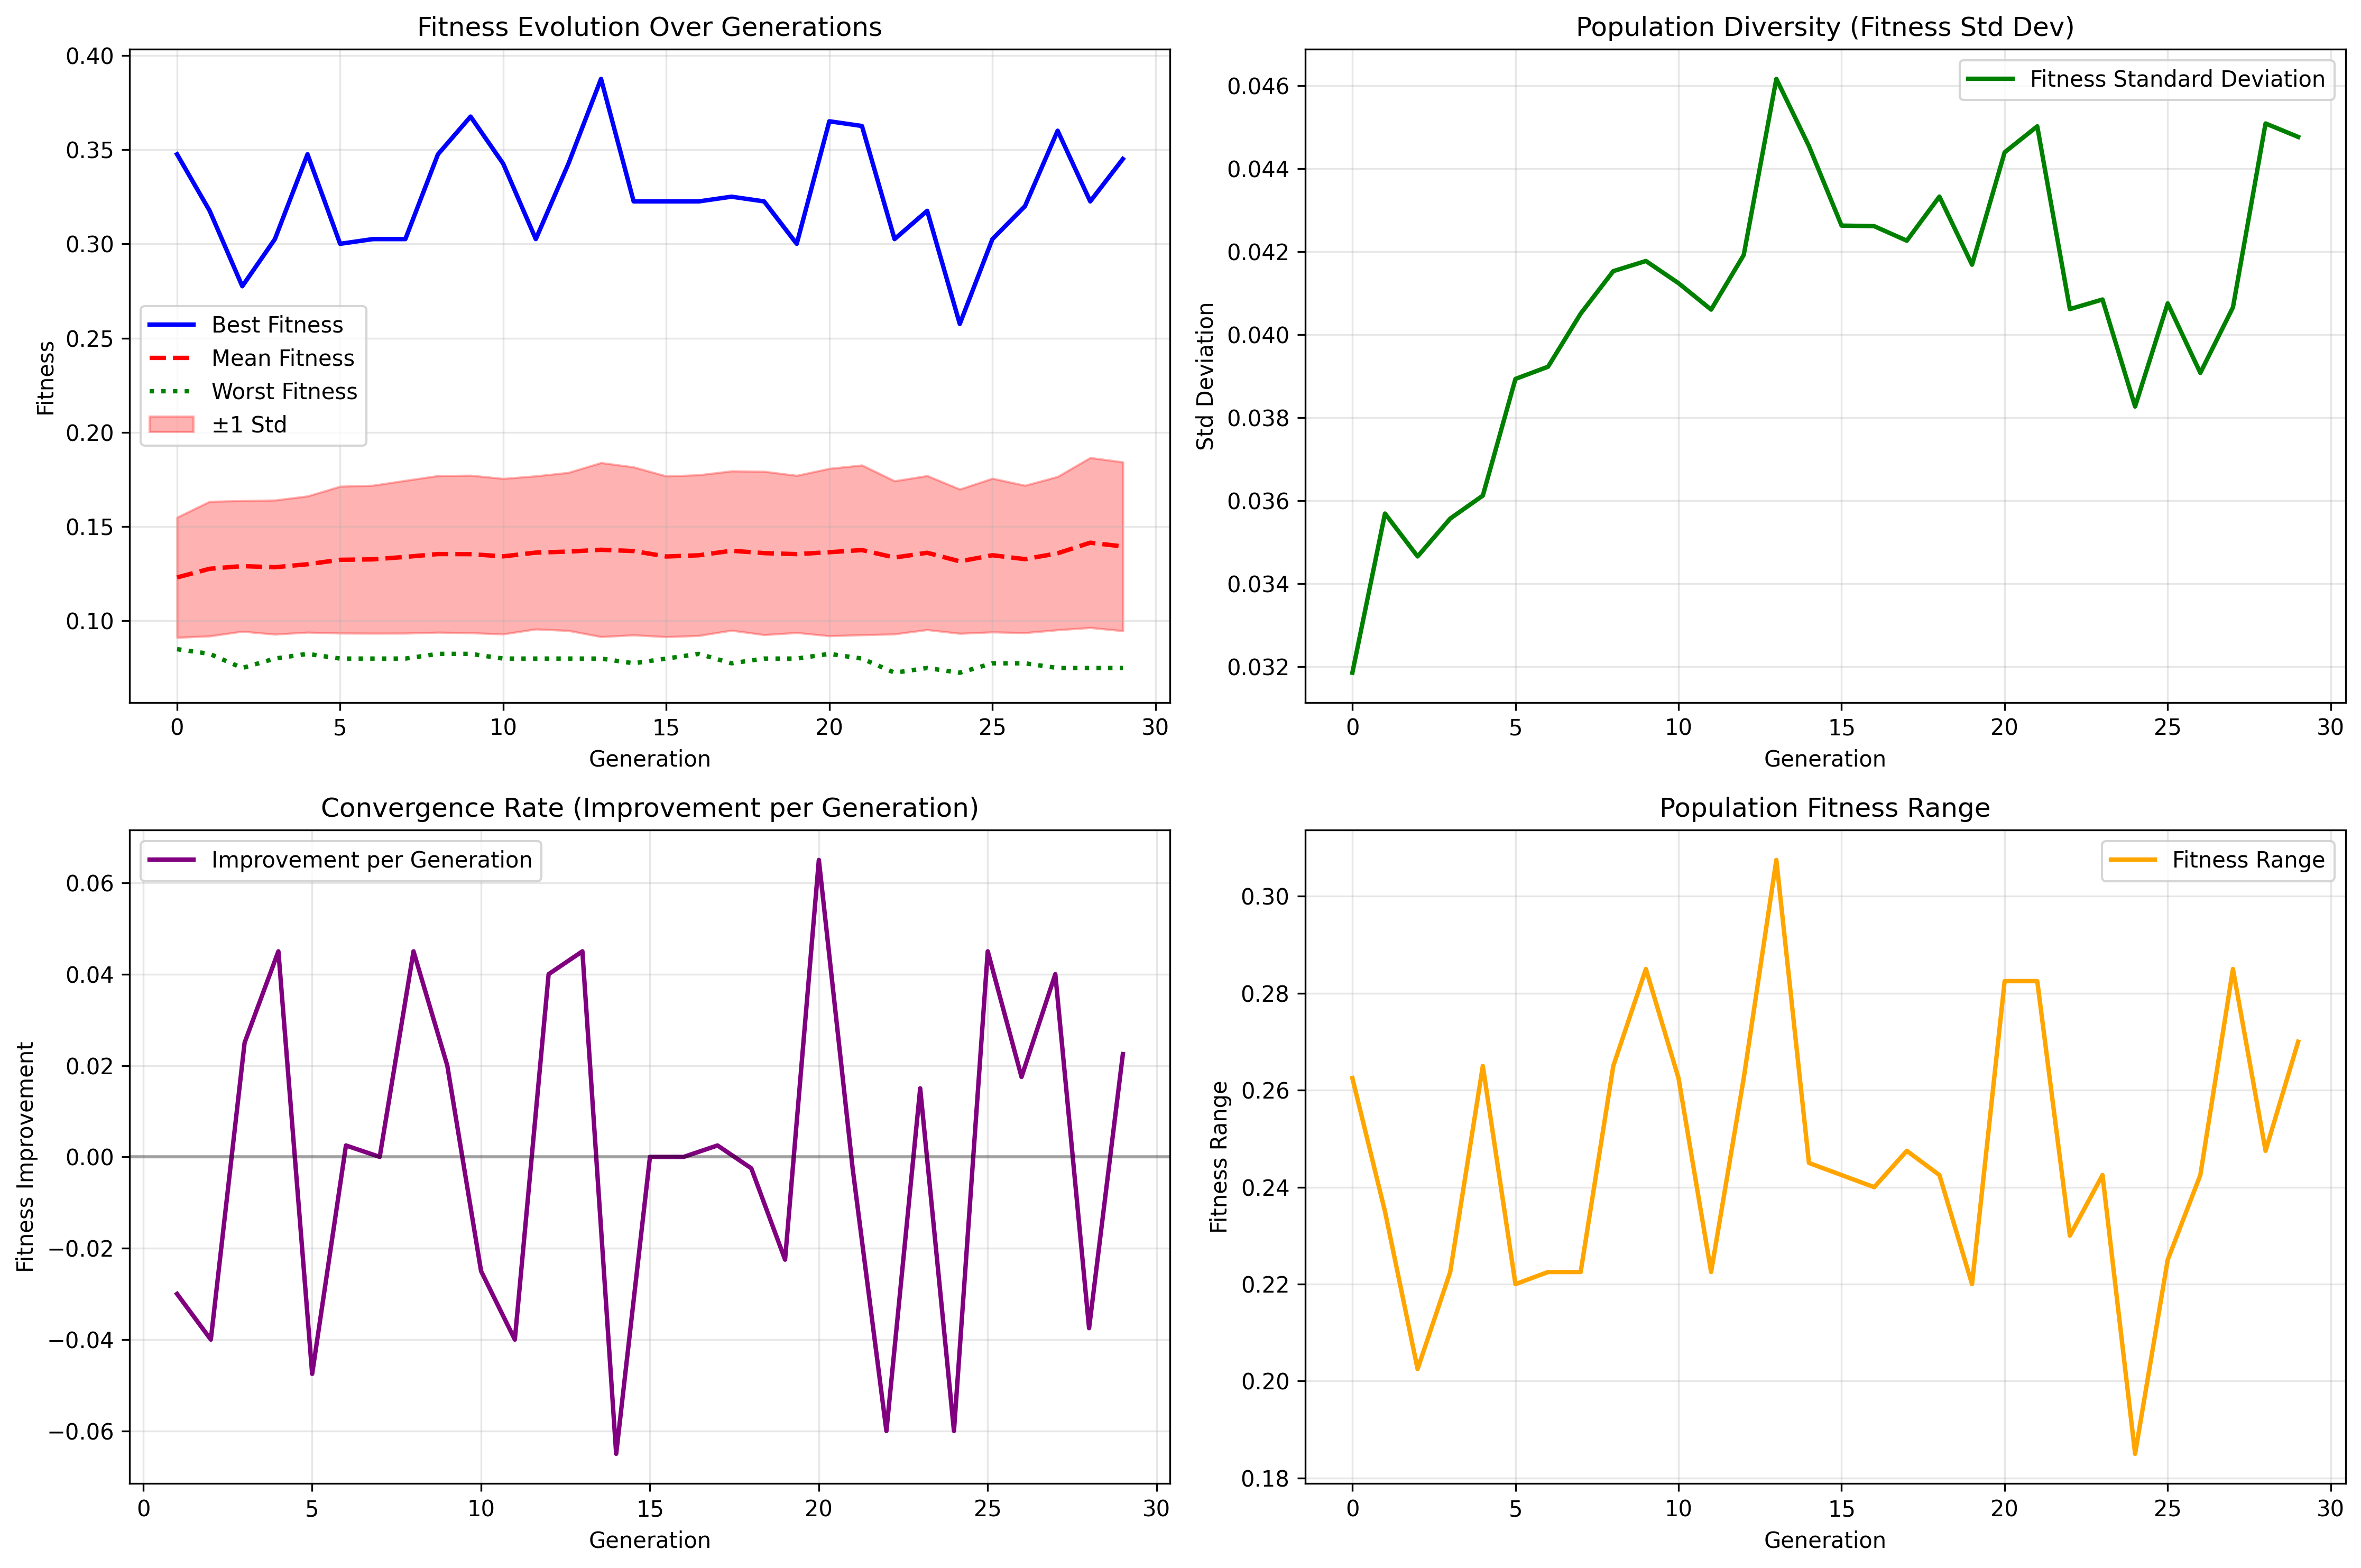 Fitness Evolution Over Generations
0.40
0.35
0.30
0.25
0.20
0.15
0.10
Fitness
Best Fitness
Mean Fitness
Worst Fitness
±1 Std
0 5 10 15 20 25 30
Generation
Population Diversity (Fitness Std Dev)
Fitness Standard Deviation
0.046
0.044
0.042
0.040
0.038
0.036
0.034
0.032
Std Deviation
0 5 10 15 20 25 30
Generation
Convergence Rate (Improvement per Generation)
Improvement per Generation
0.06
0.04
0.02
0.00
−0.02
−0.04
−0.06
Fitness Improvement
0 5 10 15 20 25 30
Generation
Population Fitness Range
Fitness Range
0.30
0.28
0.26
0.24
0.22
0.20
0.18
Fitness Range
0 5 10 15 20 25 30
Generation